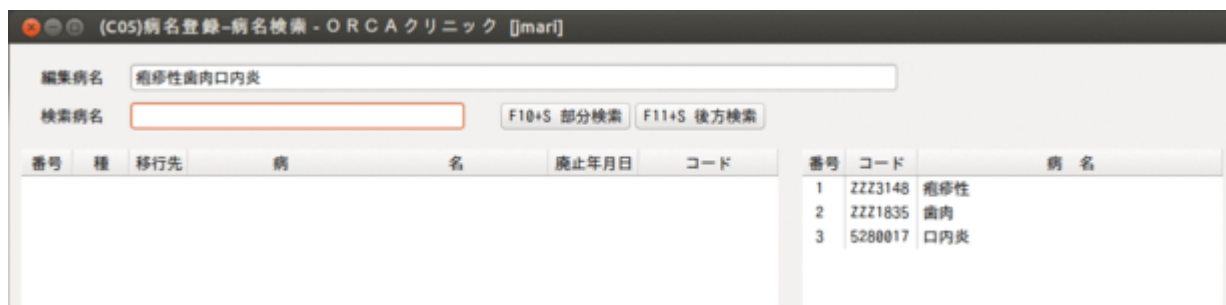 (C05)病名登録−病名検索 - ＯＲＣＡクリニック [jmari]
編集病名 疱疹性歯肉口内炎
検索病名 F10+S 部分検索 F11+S 後方検索
番号 種 移行先 病 名 廃止年月日 コード
番号 コード 病 名
1 ZZZ3148 疱疹性
2 ZZZ1835 歯肉
3 5280017 口内炎